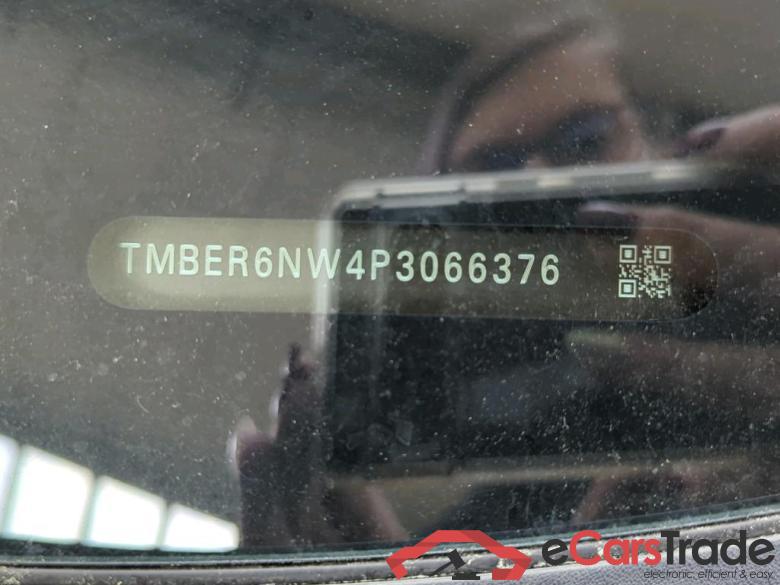 TMBER6NW4P3066376
eCarsTrade
electronic, efficient & easy